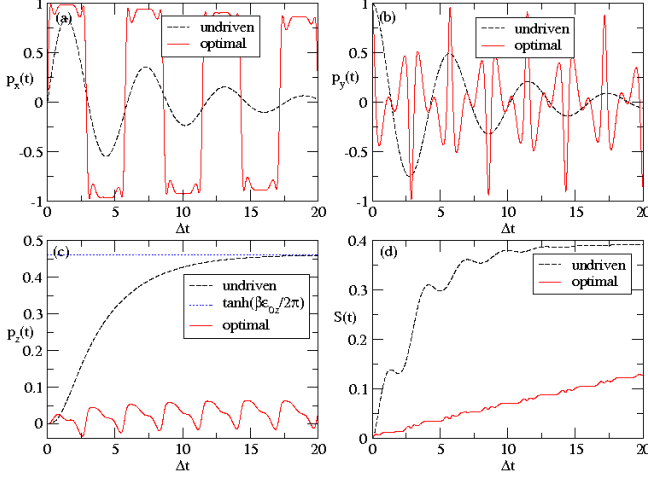 1
0.5
0
-0.5
-1
p_x(t)
(a)
undriven
optimal
0
5
10
15
20
Δt
1
0.5
0
-0.5
-1
p_y(t)
(b)
undriven
optimal
0
5
10
15
20
Δt
0.5
0.4
0.3
0.2
0.1
0
p_z(t)
(c)
undriven
tanh(βε_0z/2π)
optimal
0
5
10
15
20
Δt
0.4
0.3
0.2
0.1
0
S(t)
(d)
undriven
optimal
0
5
10
15
20
Δt